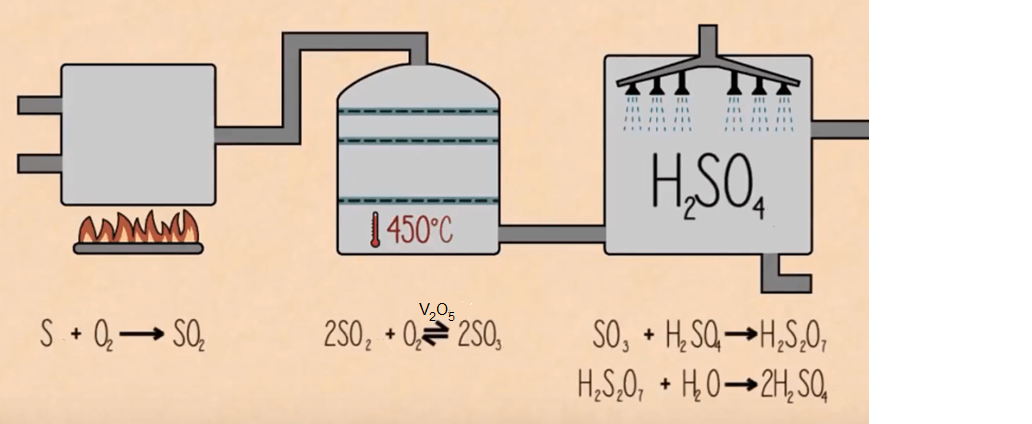 450°C
H₂SO₄
S + O₂ → SO₂
V₂O₅
2SO₂ + O₂ ⇌ 2SO₃
SO₃ + H₂SO₄ → H₂S₂O₇
H₂S₂O₇ + H₂O → 2H₂SO₄